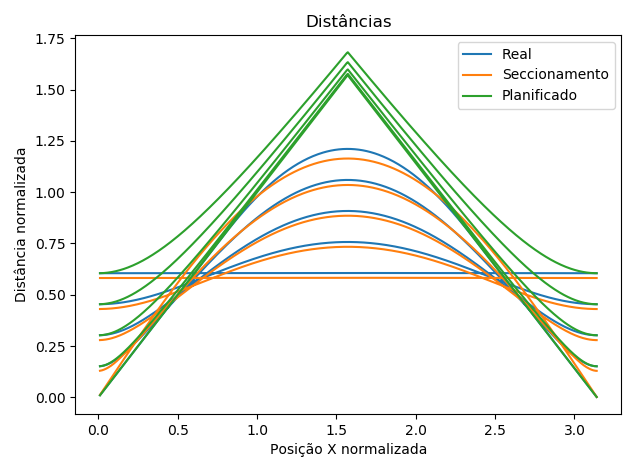 Distâncias
Real
Seccionamento
Planificado
Distância normalizada
1.75
1.50
1.25
1.00
0.75
0.50
0.25
0.00
0.0 0.5 1.0 1.5 2.0 2.5 3.0
Posição X normalizada